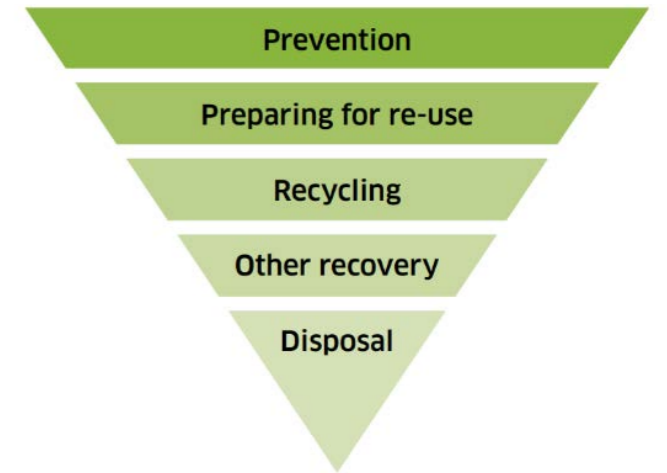 Prevention
Preparing for re-use
Recycling
Other recovery
Disposal